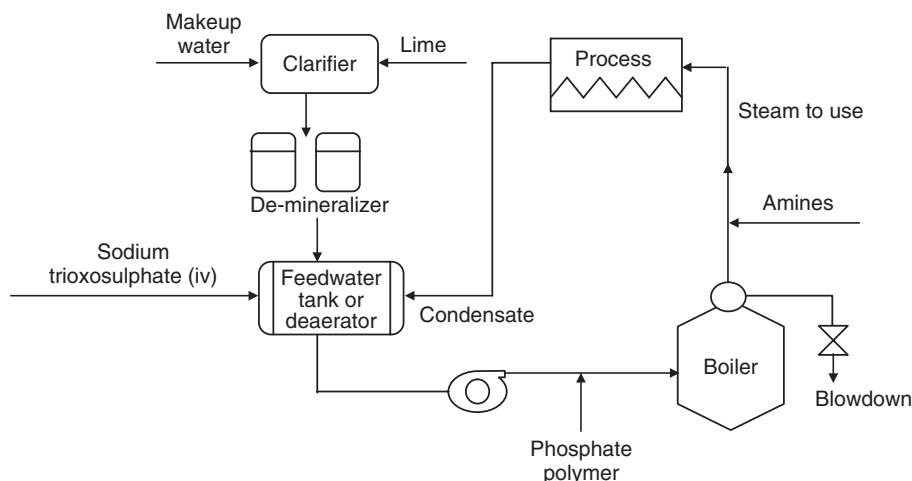 Makeup
water
Clarifier
Lime
Process
Steam to use
De-mineralizer
Amines
Sodium
trioxosulphate (iv)
Feedwater
tank or
deaerator
Condensate
Boiler
Blowdown
Phosphate
polymer